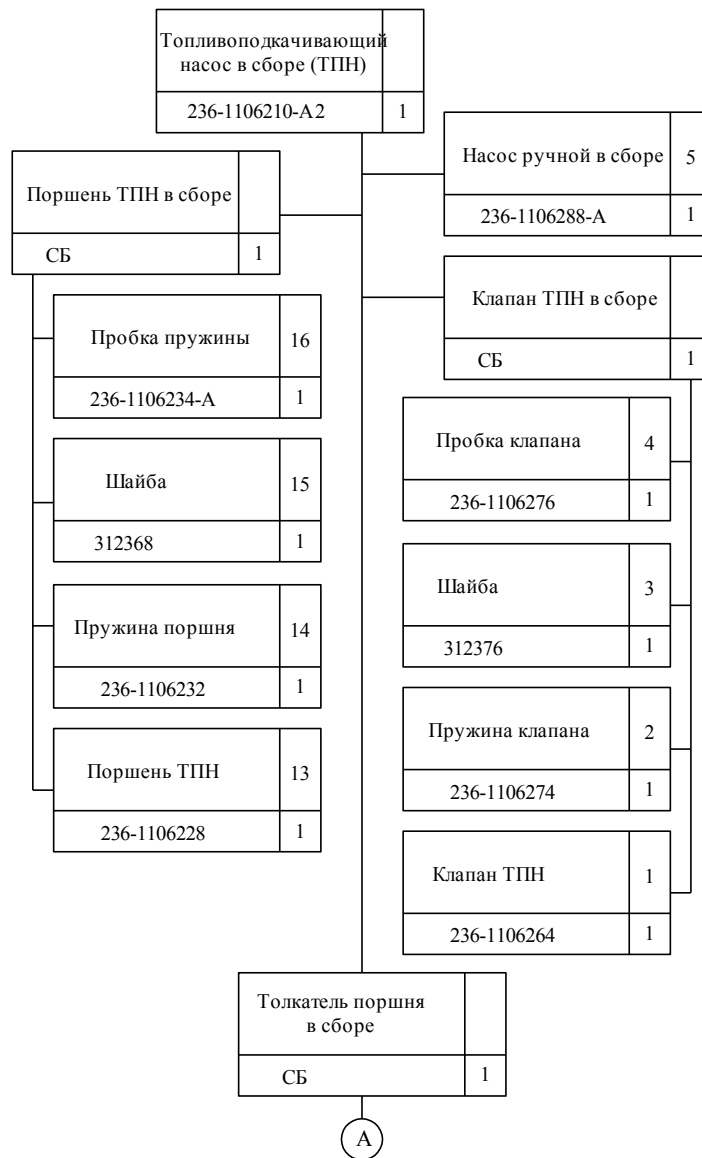 Топливоподкачивающий
насос в сборе (ТПН)
236-1106210-А2 1
Насос ручной в сборе 5
236-1106288-А 1
Поршень ТПН в сборе
СБ 1
Клапан ТПН в сборе
СБ 1
Пробка пружины 16
236-1106234-А 1
Шайба 15
312368 1
Пружина поршня 14
236-1106232 1
Поршень ТПН 13
236-1106228 1
Пробка клапана 4
236-1106276 1
Шайба 3
312376 1
Пружина клапана 2
236-1106274 1
Клапан ТПН 1
236-1106264 1
Толкатель поршня
в сборе
СБ 1
А